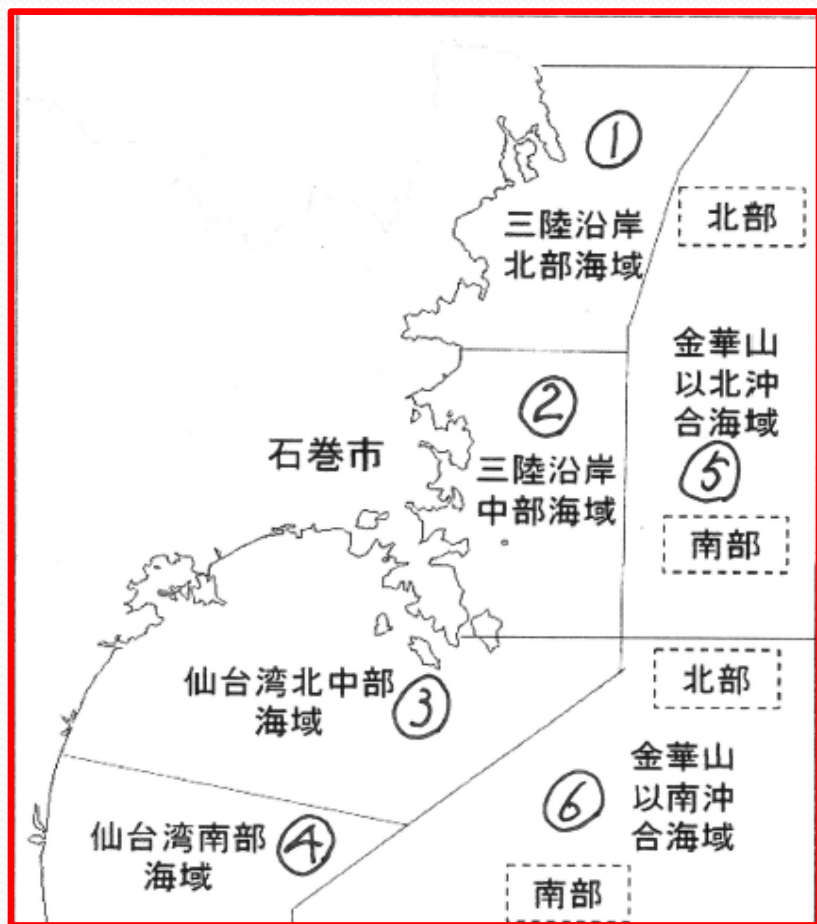 ①
三陸沿岸
北部海域
北部
金華山
以北沖
合海域
⑤
南部
②
三陸沿岸
中部海域
石巻市
仙台湾北中部
海域
③
北部
金華山
以南沖
合海域
⑥
南部
仙台湾南部
海域
④